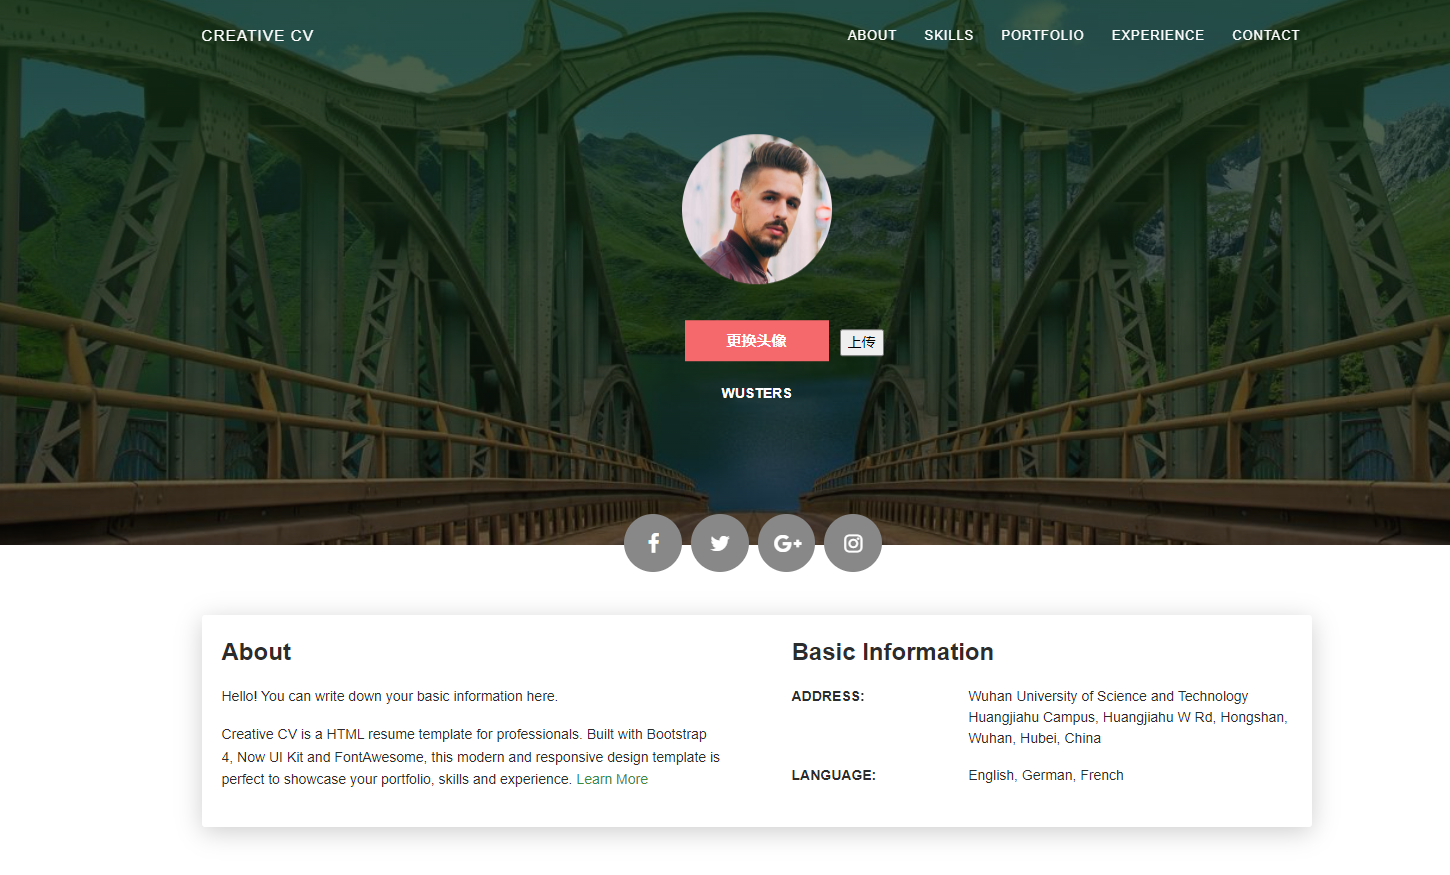 CREATIVE CV
ABOUT SKILLS PORTFOLIO EXPERIENCE CONTACT
更换头像
上传
WUSTERS
About
Hello! You can write down your basic information here.
Creative CV is a HTML resume template for professionals. Built with Bootstrap
4, Now UI Kit and FontAwesome, this modern and responsive design template is
perfect to showcase your portfolio, skills and experience. Learn More
Basic Information
ADDRESS:
Wuhan University of Science and Technology
Huangjiahu Campus, Huangjiahu W Rd, Hongshan,
Wuhan, Hubei, China
LANGUAGE:
English, German, French